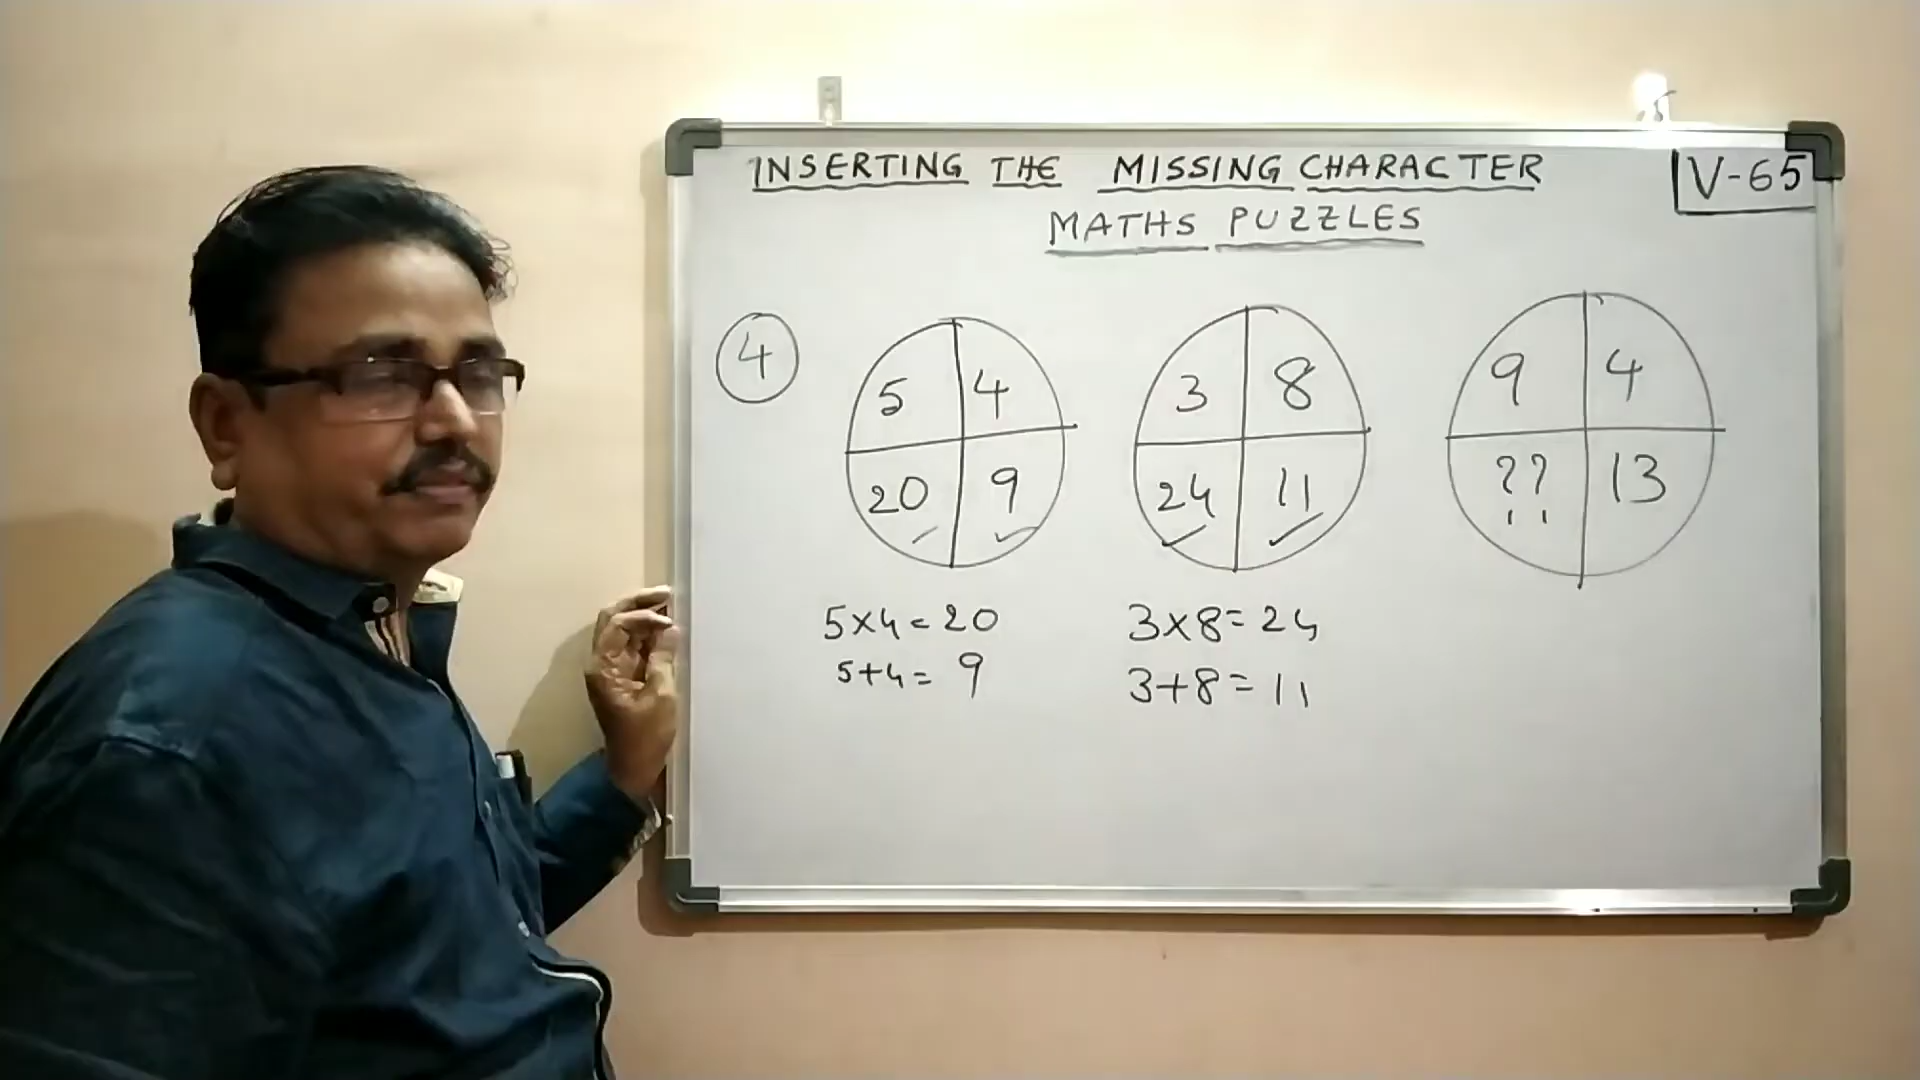 INSERTING THE MISSING CHARACTER
V-65
MATHS PUZZLES
4
5 4
20 9
3 8
24 11
9 4
?? 13
5x4=20
5+4=9
3x8=24
3+8=11